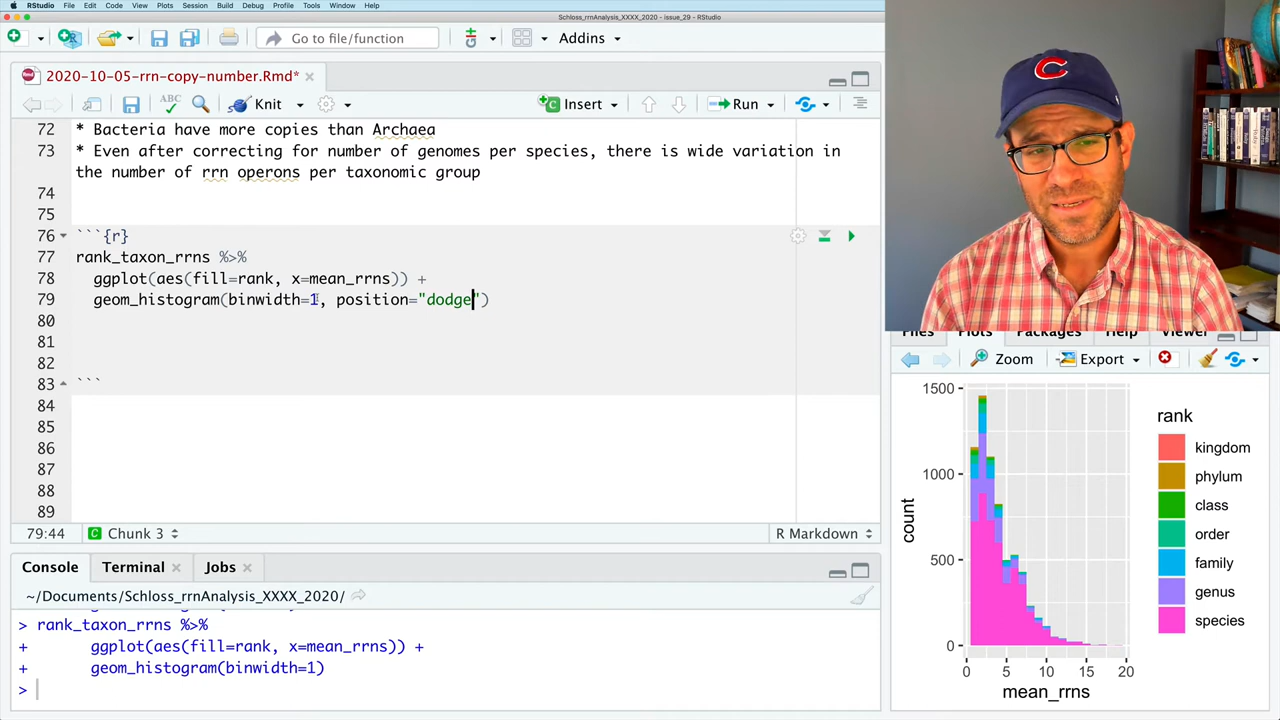 RStudio File Edit Code View Plots Session Build Debug Profile Tools Window Help
Schloss_rrnAnalysis_XXXX_2020 - issue_29 - RStudio
Go to file/function Addins
2020-10-05-rrn-copy-number.Rmd*
ABC Knit Insert Run
72 * Bacteria have more copies than Archaea
73 * Even after correcting for number of genomes per species, there is wide variation in
the number of rrn operons per taxonomic group
74
75
76 ```{r}
77 rank_taxon_rrns %>%
78 ggplot(aes(fill=rank, x=mean_rrns)) +
79 geom_histogram(binwidth=1, position="dodge")
80
81
82
83 ```
84
85
86
87
88
89
79:44 Chunk 3 R Markdown
Console Terminal Jobs
~/Documents/Schloss_rrnAnalysis_XXXX_2020/
> rank_taxon_rrns %>%
+ ggplot(aes(fill=rank, x=mean_rrns)) +
+ geom_histogram(binwidth=1)
>
C
Files Plots Packages Help Viewer
Zoom Export
1500
1000
500
0
count
0 5 10 15 20
mean_rrns
rank
kingdom
phylum
class
order
family
genus
species